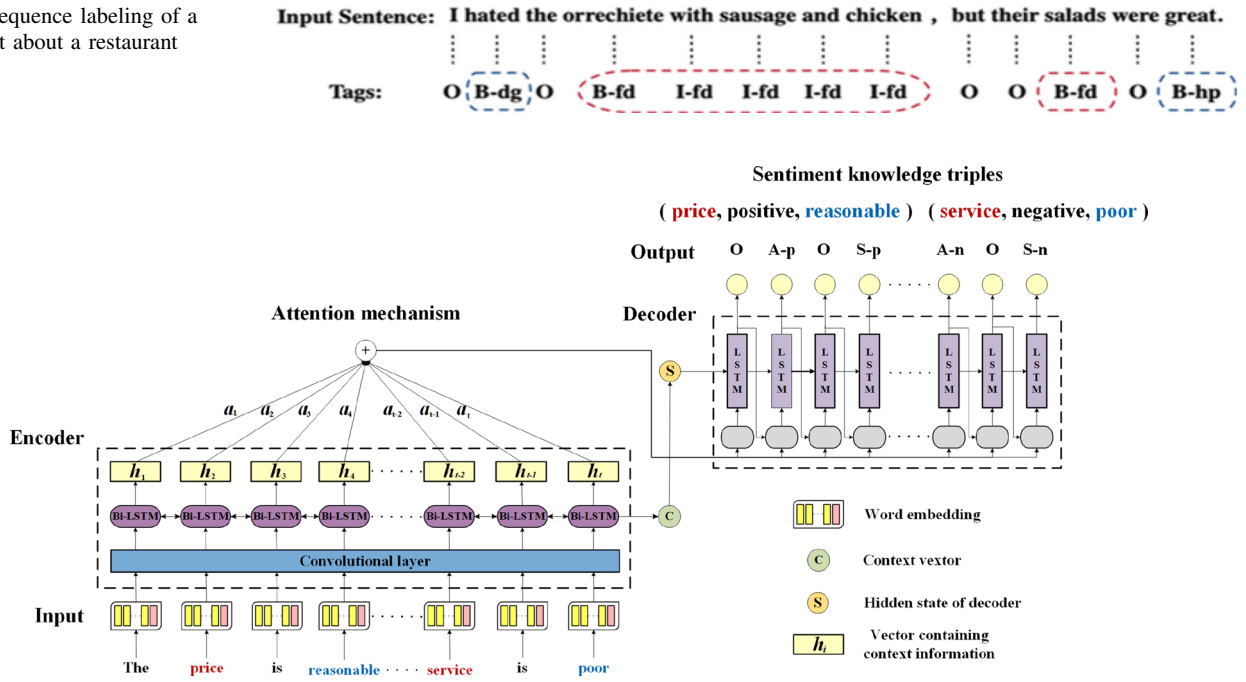 equence labeling of a
t about a restaurant
Input Sentence: I hated the orrechiete with sausage and chicken , but their salads were great.
Tags: O B-dg O B-fd I-fd I-fd I-fd I-fd O O B-fd O B-hp
Sentiment knowledge triples
( price, positive, reasonable ) ( service, negative, poor )
Output O A-p O S-p ····· A-n O S-n
Attention mechanism
Decoder
+
LSTM LSTM LSTM LSTM ····· LSTM LSTM LSTM
S
a1 a2 a3 a4 at-2 at-1 at
Encoder
h1 h2 h3 h4 ····· ht-2 ht-1 ht
Bi-LSTM Bi-LSTM Bi-LSTM Bi-LSTM ····· Bi-LSTM Bi-LSTM Bi-LSTM
C
Convolutional layer
Input
The price is reasonable ···· service is poor
Word embedding
C Context vextor
S Hidden state of decoder
hi Vector containing
context information